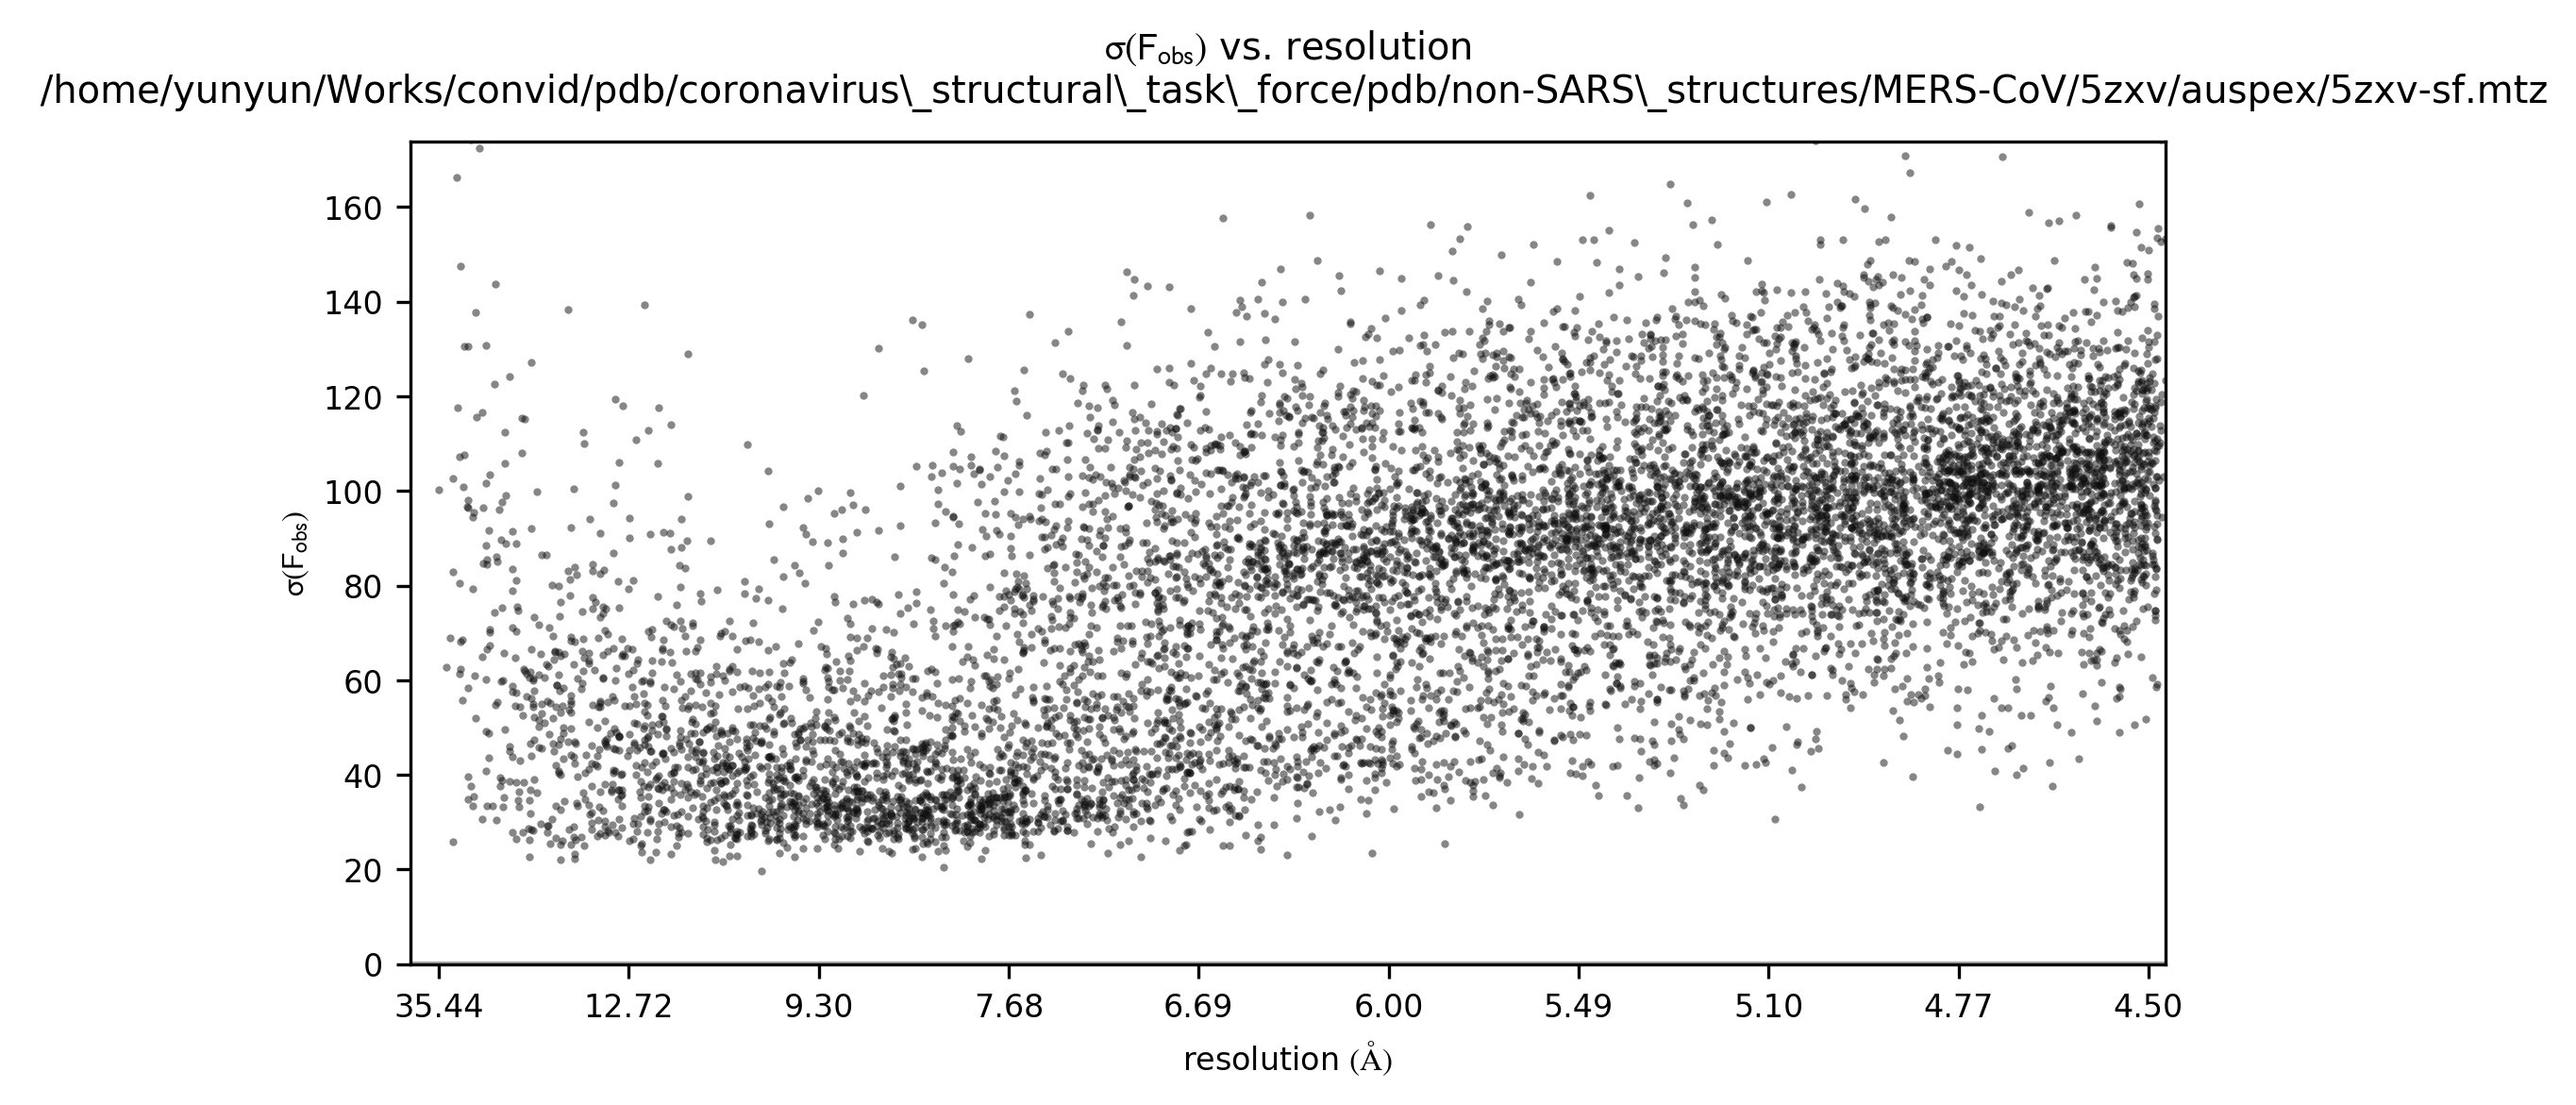 σ(Fobs) vs. resolution
/home/yunyun/Works/convid/pdb/coronavirus\_structural\_task\_force/pdb/non-SARS\_structures/MERS-CoV/5zxv/auspex/5zxv-sf.mtz
σ(Fobs)
160
140
120
100
80
60
40
20
0
35.44 12.72 9.30 7.68 6.69 6.00 5.49 5.10 4.77 4.50
resolution (Å)